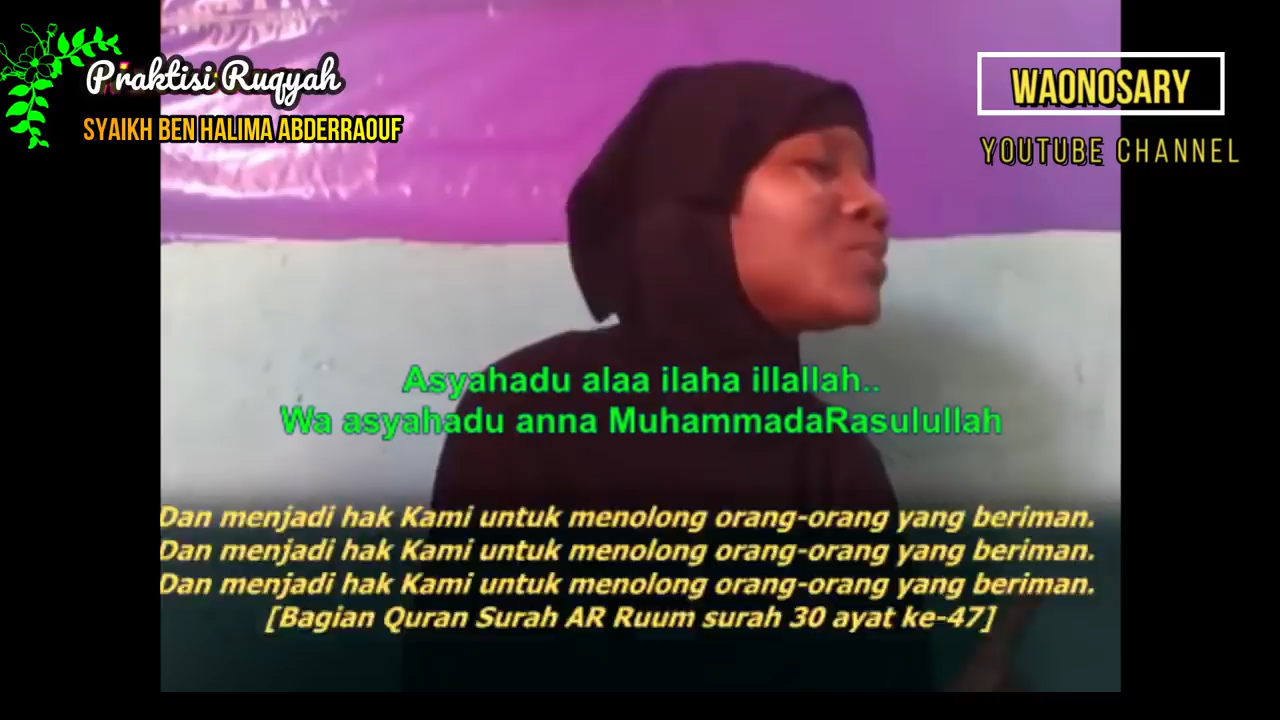 Praktisi Ruqyah
SYAIKH BEN HALIMA ABDERRAOUF
WAONOSARY
YOUTUBE CHANNEL
Asyahadu alaa ilaha illallah..
Wa asyahadu anna MuhammadaRasulullah
Dan menjadi hak Kami untuk menolong orang-orang yang beriman.
Dan menjadi hak Kami untuk menolong orang-orang yang beriman.
Dan menjadi hak Kami untuk menolong orang-orang yang beriman.
[Bagian Quran Surah AR Ruum surah 30 ayat ke-47]